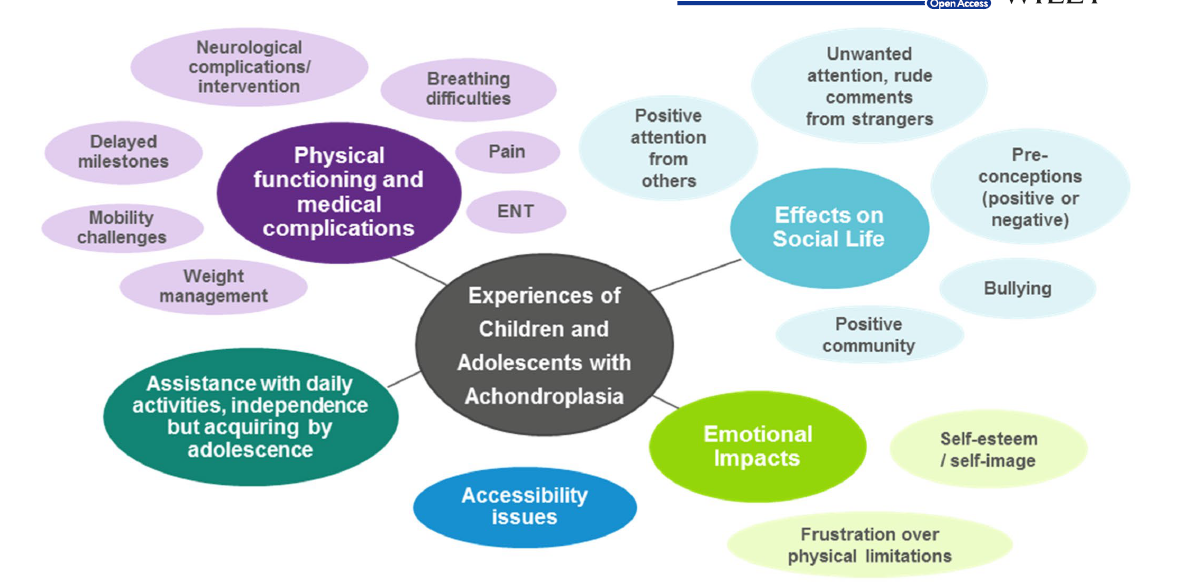 Open Access
Neurological
complications/
intervention
Breathing
difficulties
Delayed
milestones
Pain
Mobility
challenges
ENT
Weight
management
Physical
functioning and
medical
complications
Unwanted
attention, rude
comments
from strangers
Positive
attention
from
others
Pre-
conceptions
(positive or
negative)
Effects on
Social Life
Bullying
Positive
community
Experiences of
Children and
Adolescents with
Achondroplasia
Assistance with daily
activities, independence
but acquiring by
adolescence
Accessibility
issues
Emotional
Impacts
Self-esteem
/ self-image
Frustration over
physical limitations